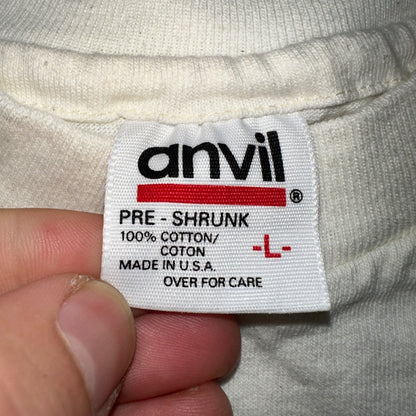 anvil
®
PRE - SHRUNK
100% COTTON/
COTON
-L-
MADE IN U.S.A.
OVER FOR CARE